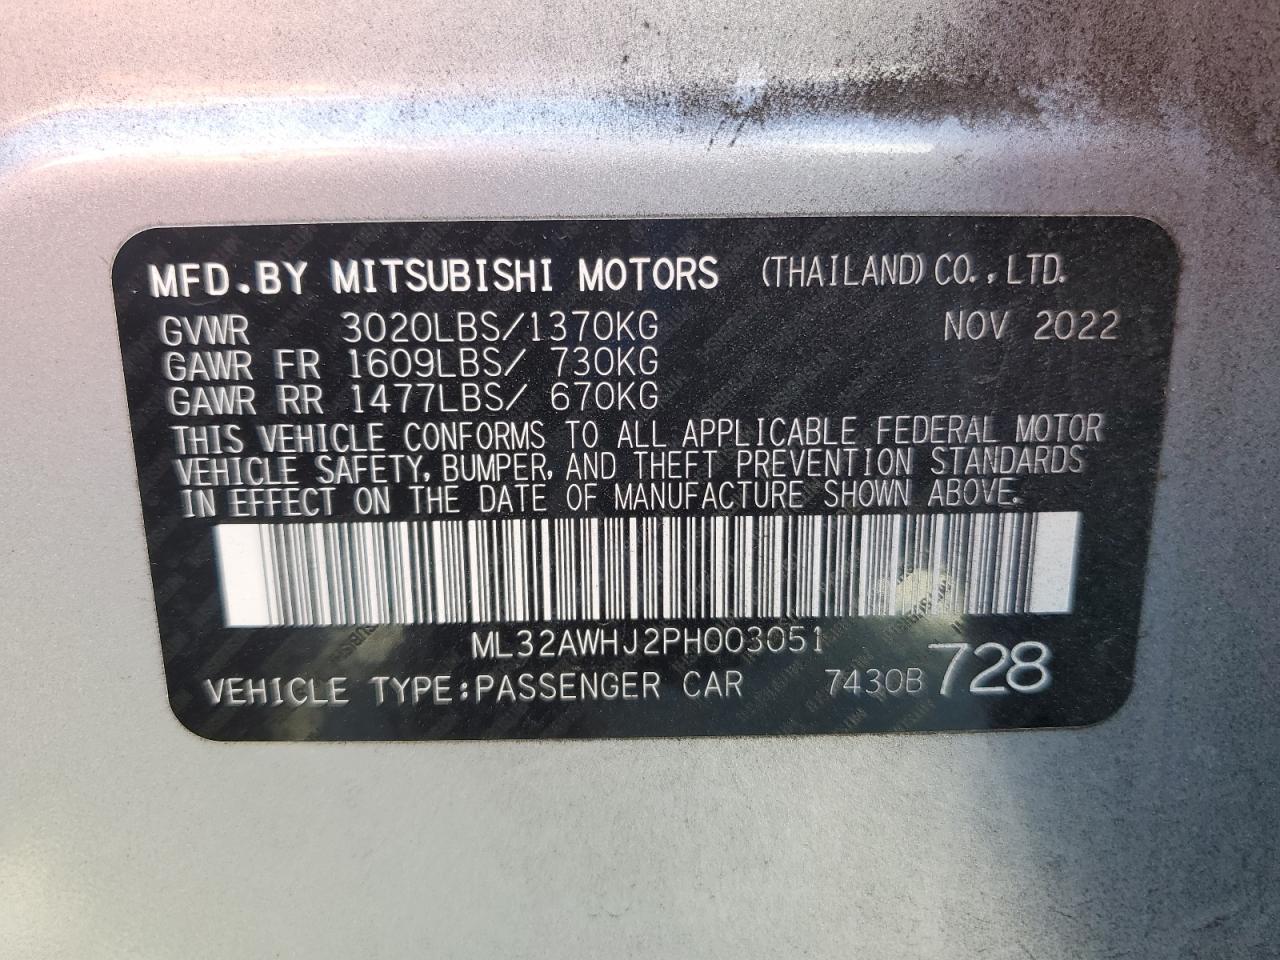 MFD.BY MITSUBISHI MOTORS (THAILAND) CO.,LTD.
GVWR 3020LBS/1370KG NOV 2022
GAWR FR 1609LBS/ 730KG
GAWR RR 1477LBS/ 670KG
THIS VEHICLE CONFORMS TO ALL APPLICABLE FEDERAL MOTOR
VEHICLE SAFETY, BUMPER, AND THEFT PREVENTION STANDARDS
IN EFFECT ON THE DATE OF MANUFACTURE SHOWN ABOVE.
ML32AWHJ2PH003051
VEHICLE TYPE:PASSENGER CAR 7430B 728